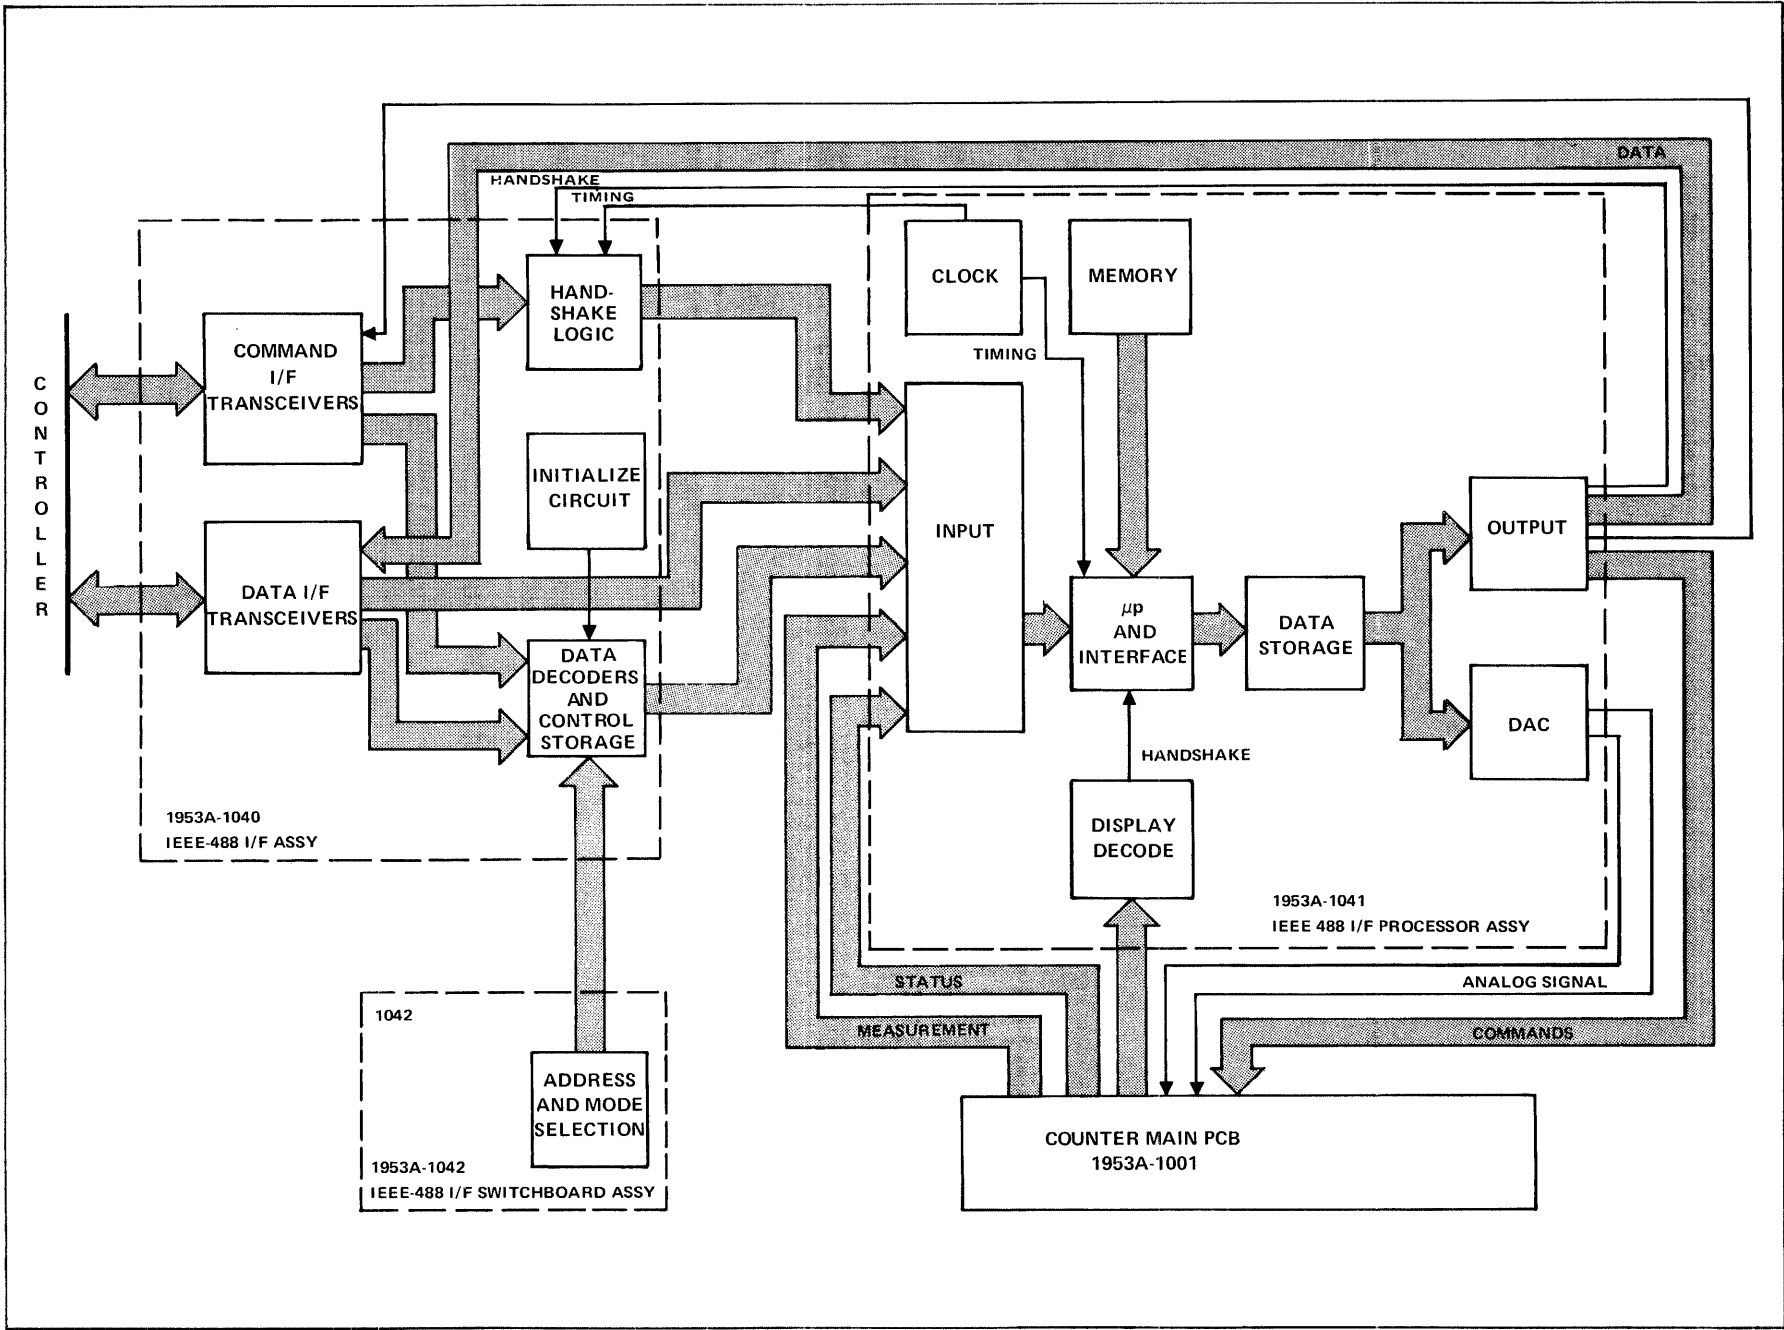 DATA
HANDSHAKE
TIMING
CLOCK
MEMORY
HAND-
SHAKE
LOGIC
COMMAND
I/F
TRANSCEIVERS
TIMING
CONTROLLER
INITIALIZE
CIRCUIT
INPUT
OUTPUT
DATA I/F
TRANSCEIVERS
μp
AND
INTERFACE
DATA
STORAGE
DATA
DECODERS
AND
CONTROL
STORAGE
DAC
HANDSHAKE
DISPLAY
DECODE
1953A-1040
IEEE-488 I/F ASSY
1953A-1041
IEEE 488 I/F PROCESSOR ASSY
STATUS
ANALOG SIGNAL
MEASUREMENT
COMMANDS
1042
ADDRESS
AND MODE
SELECTION
1953A-1042
IEEE-488 I/F SWITCHBOARD ASSY
COUNTER MAIN PCB
1953A-1001